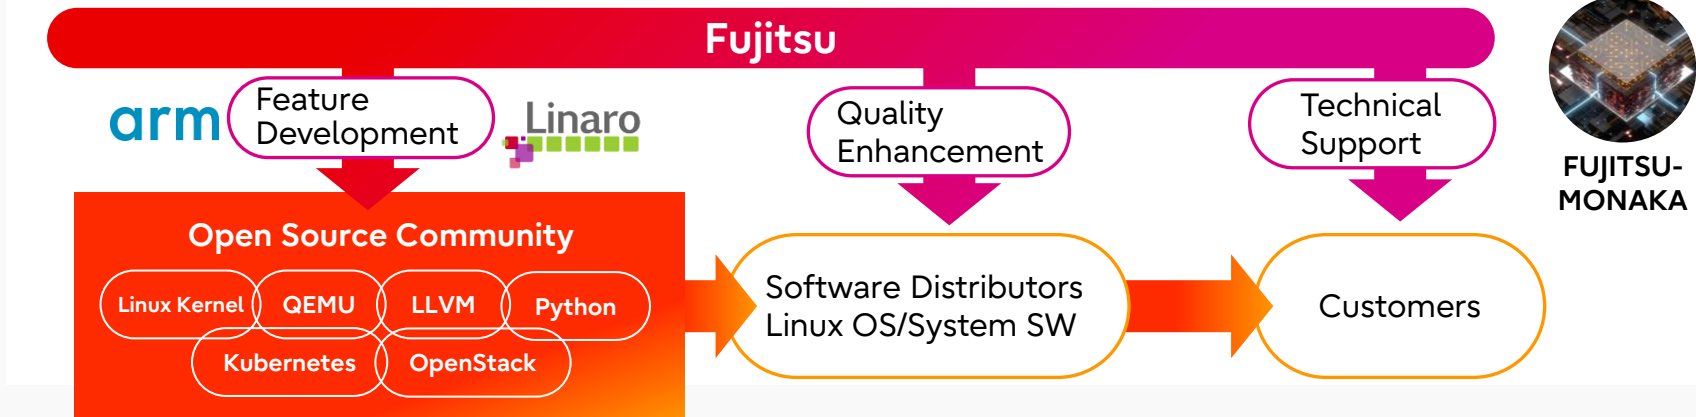 Fujitsu
arm
Feature
Development
Linaro
Quality
Enhancement
Technical
Support
FUJITSU-
MONAKA
Open Source Community
Linux Kernel
QEMU
LLVM
Python
Kubernetes
OpenStack
Software Distributors
Linux OS/System SW
Customers